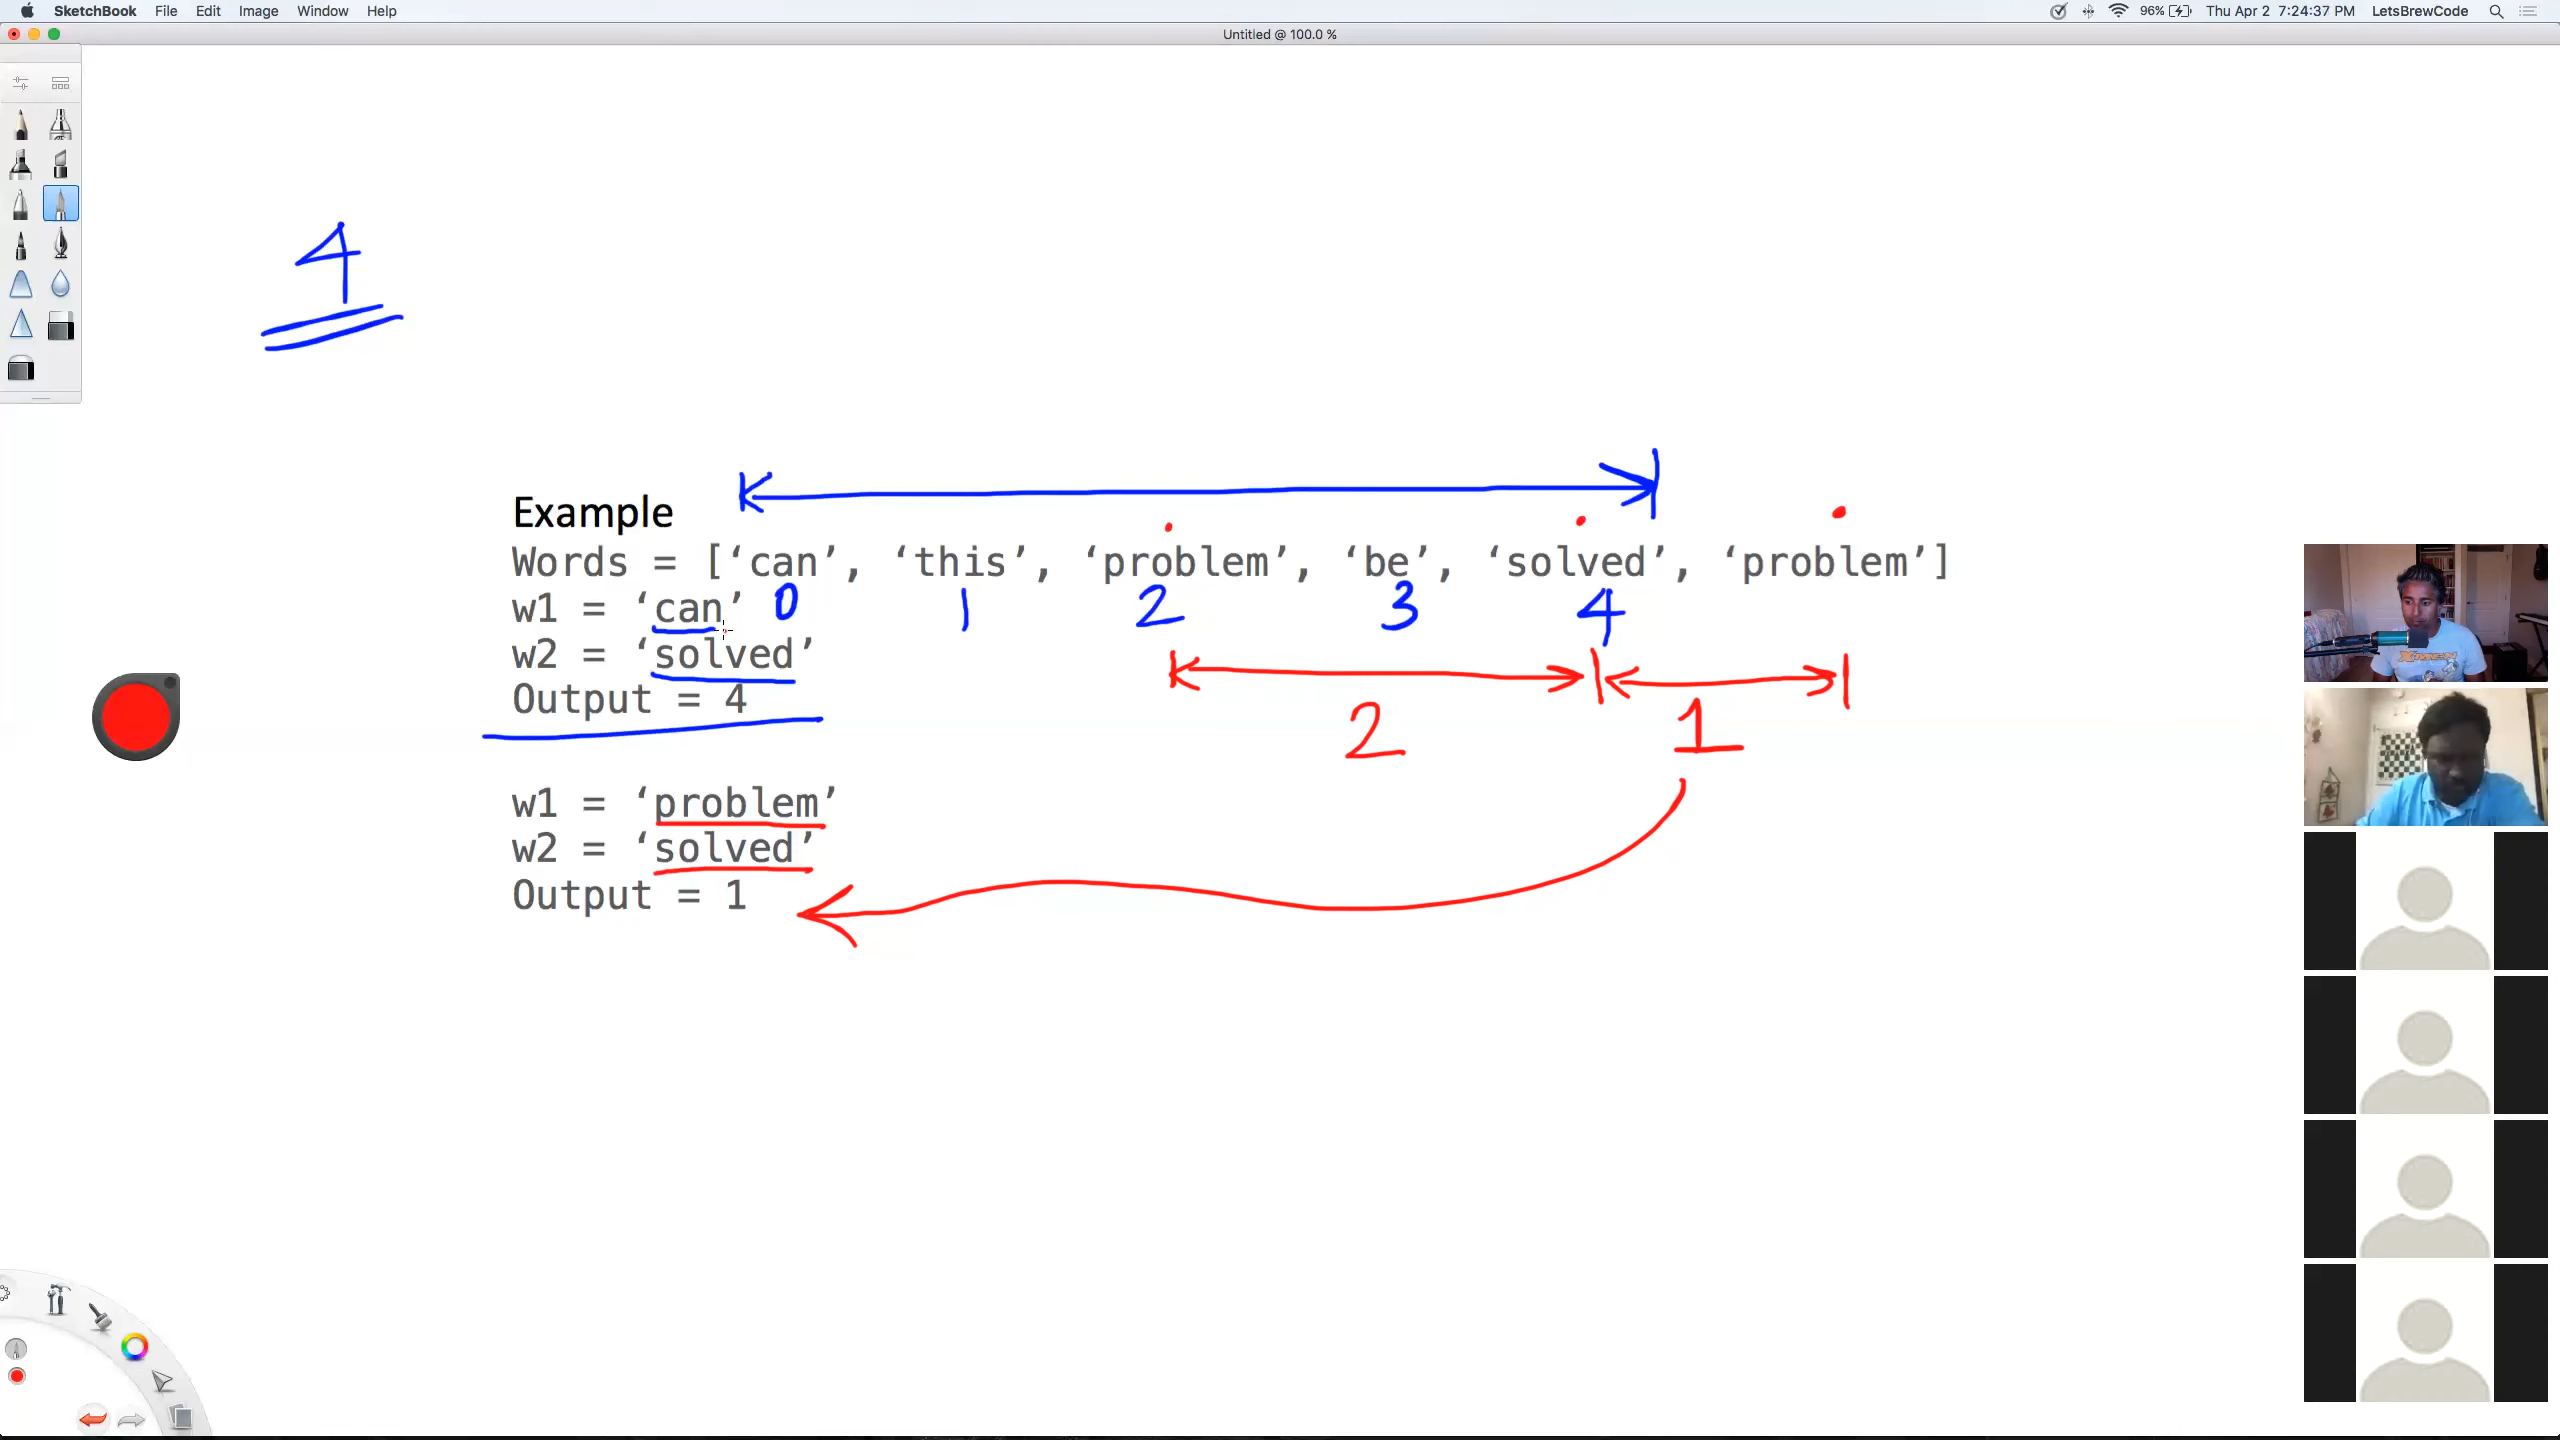 SketchBook File Edit Image Window Help 96% Thu Apr 2 7:24:37 PM LetsBrewCode
Untitled @ 100.0 %
4
Example
Words = [‘can’, ‘this’, ‘problem’, ‘be’, ‘solved’, ‘problem’]
0 1 2 3 4
w1 = ‘can’
w2 = ‘solved’
Output = 4
2 1
w1 = ‘problem’
w2 = ‘solved’
Output = 1